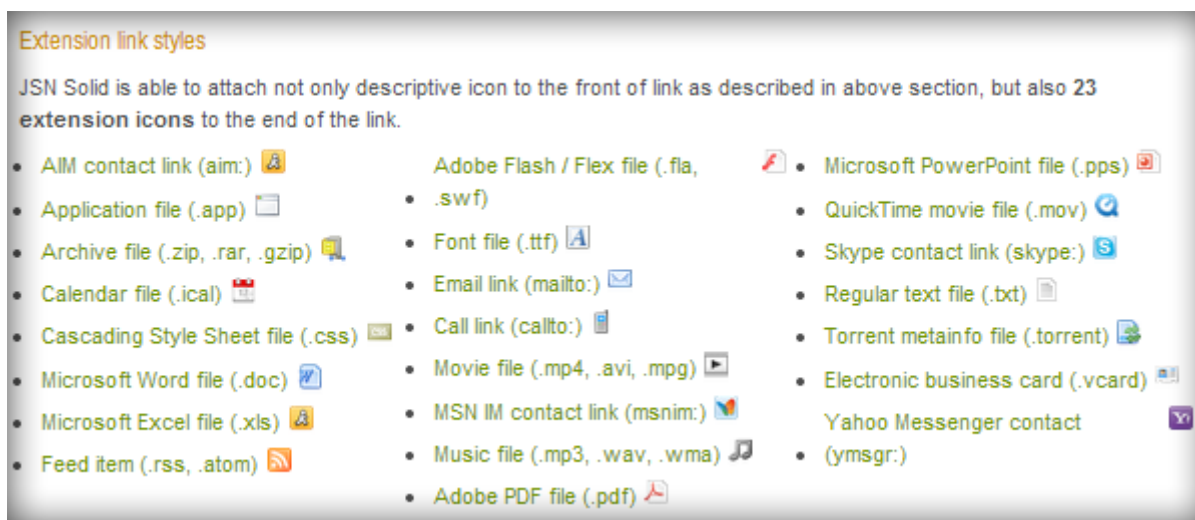 Extension link styles
JSN Solid is able to attach not only descriptive icon to the front of link as described in above section, but also 23
extension icons to the end of the link.
AIM contact link (aim:)
Application file (.app)
Archive file (.zip, .rar, .gzip)
Calendar file (.ical)
Cascading Style Sheet file (.css)
Microsoft Word file (.doc)
Microsoft Excel file (.xls)
Feed item (.rss, .atom)
Adobe Flash / Flex file (.fla,
.swf)
Font file (.ttf)
Email link (mailto:)
Call link (callto:)
Movie file (.mp4, .avi, .mpg)
MSN IM contact link (msnim:)
Music file (.mp3, .wav, .wma)
Adobe PDF file (.pdf)
Microsoft PowerPoint file (.pps)
QuickTime movie file (.mov)
Skype contact link (skype:)
Regular text file (.txt)
Torrent metainfo file (.torrent)
Electronic business card (.vcard)
Yahoo Messenger contact
(ymsgr:)